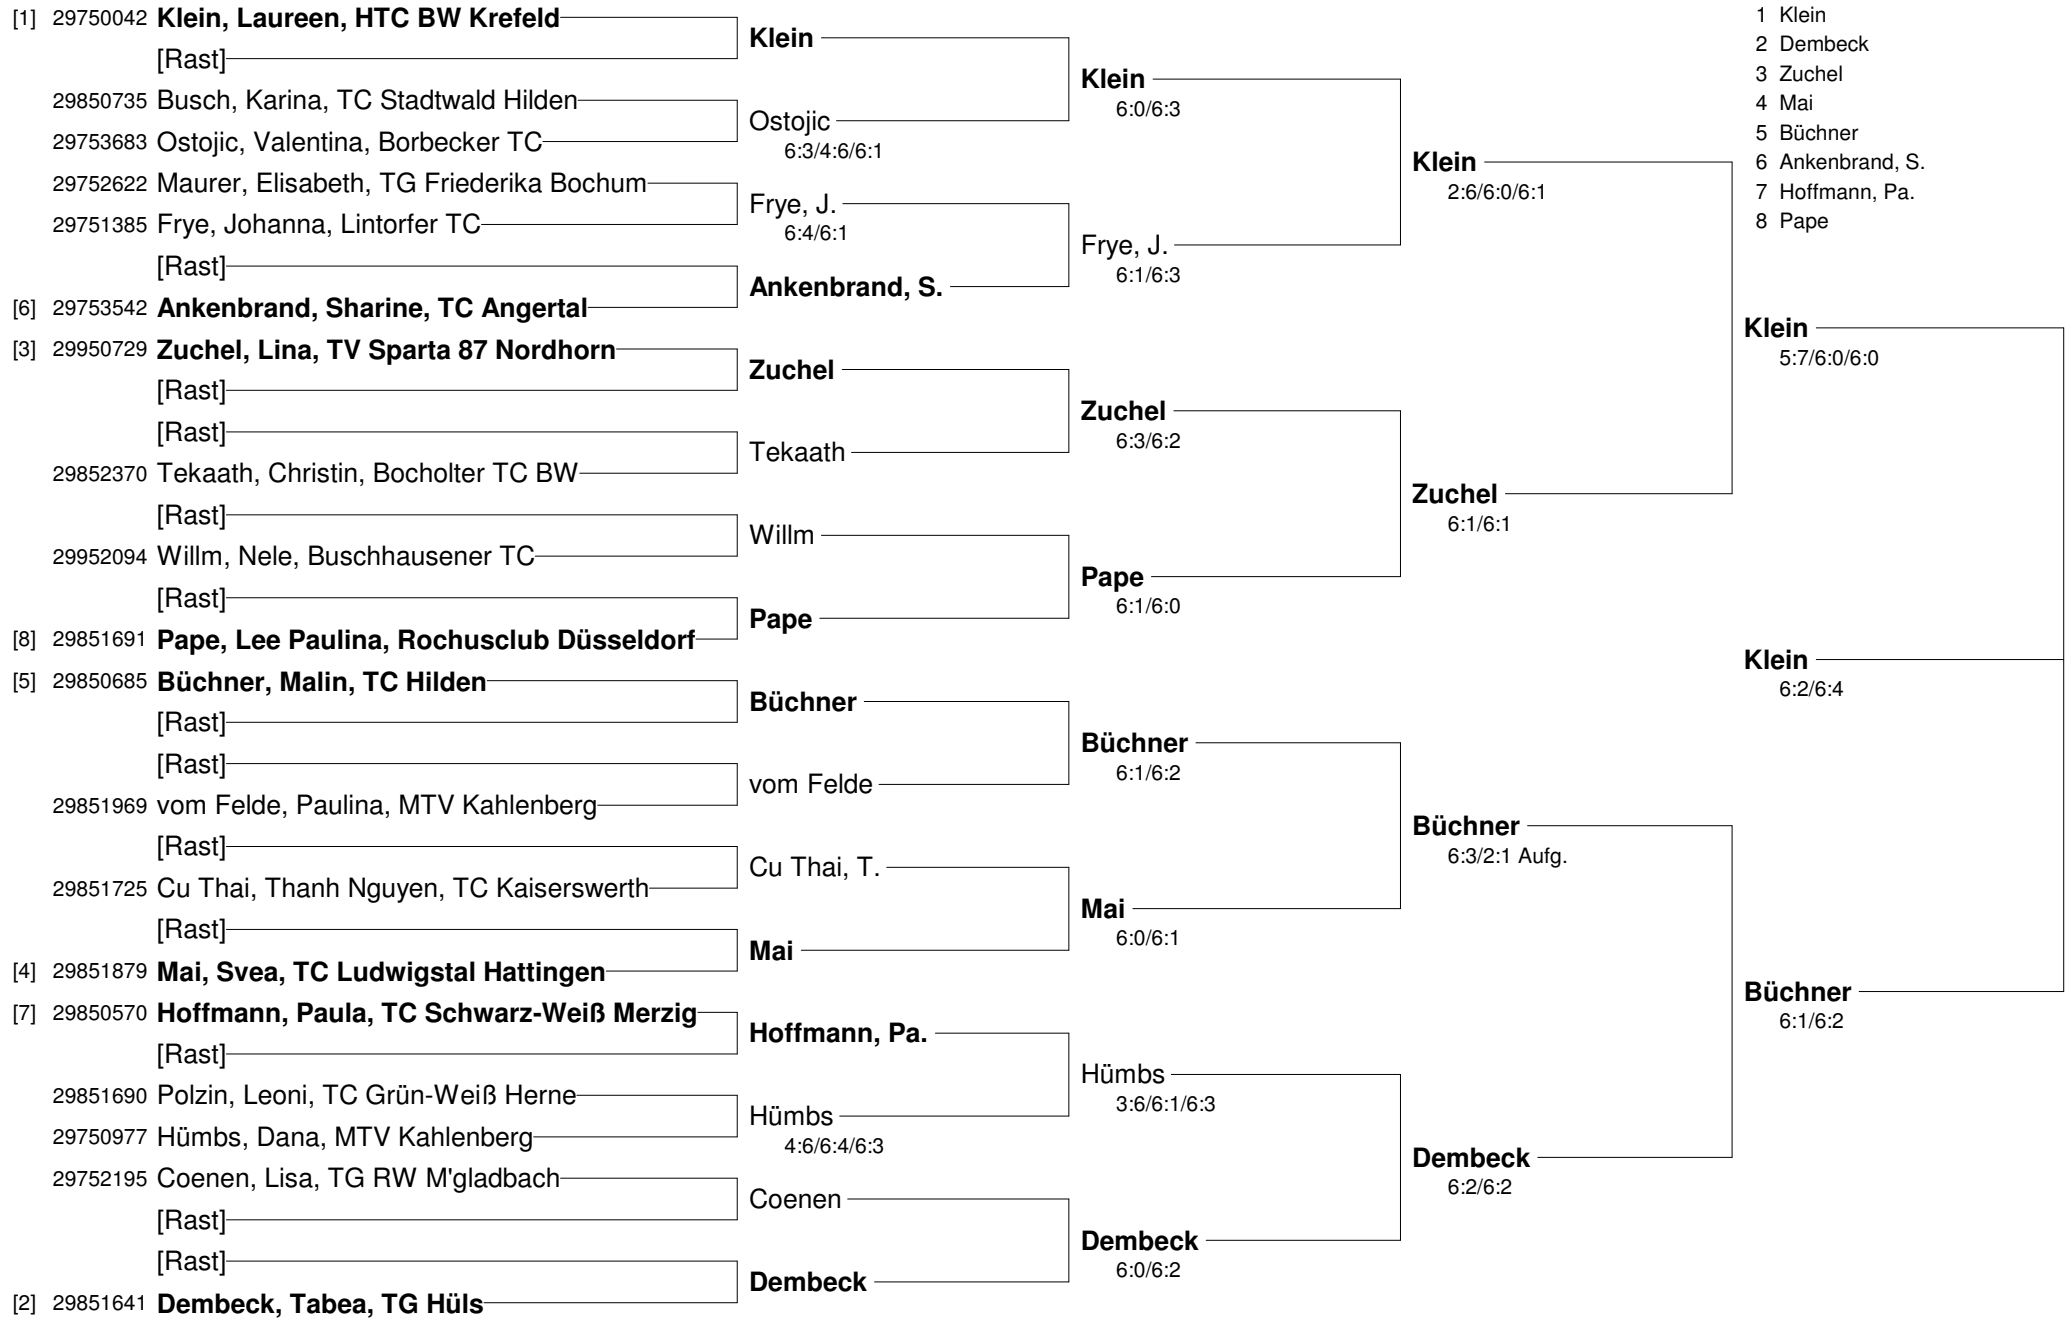 [1] 29750042 Klein, Laureen, HTC BW Krefeld
[Rast]
29850735 Busch, Karina, TC Stadtwald Hilden
29753683 Ostojic, Valentina, Borbecker TC
29752622 Maurer, Elisabeth, TG Friederika Bochum
29751385 Frye, Johanna, Lintorfer TC
[Rast]
[6] 29753542 Ankenbrand, Sharine, TC Angertal
[3] 29950729 Zuchel, Lina, TV Sparta 87 Nordhorn
[Rast]
[Rast]
29852370 Tekaath, Christin, Bocholter TC BW
[Rast]
29952094 Willm, Nele, Buschhausener TC
[Rast]
[8] 29851691 Pape, Lee Paulina, Rochusclub Düsseldorf
[5] 29850685 Büchner, Malin, TC Hilden
[Rast]
[Rast]
29851969 vom Felde, Paulina, MTV Kahlenberg
[Rast]
29851725 Cu Thai, Thanh Nguyen, TC Kaiserswerth
[Rast]
[4] 29851879 Mai, Svea, TC Ludwigstal Hattingen
[7] 29850570 Hoffmann, Paula, TC Schwarz-Weiß Merzig
[Rast]
29851690 Polzin, Leoni, TC Grün-Weiß Herne
29750977 Hümbs, Dana, MTV Kahlenberg
29752195 Coenen, Lisa, TG RW M'gladbach
[Rast]
[Rast]
[2] 29851641 Dembeck, Tabea, TG Hüls
Klein
Ostojic
6:3/4:6/6:1
Frye, J.
6:4/6:1
Ankenbrand, S.
Zuchel
Tekaath
Willm
Pape
Büchner
vom Felde
Cu Thai, T.
Mai
Hoffmann, Pa.
Hümbs
4:6/6:4/6:3
Coenen
Dembeck
Klein
6:0/6:3
Frye, J.
6:1/6:3
Zuchel
6:3/6:2
Pape
6:1/6:0
Büchner
6:1/6:2
Mai
6:0/6:1
Hümbs
3:6/6:1/6:3
Dembeck
6:0/6:2
Klein
2:6/6:0/6:1
Zuchel
6:1/6:1
Büchner
6:3/2:1 Aufg.
Dembeck
6:2/6:2
1 Klein
2 Dembeck
3 Zuchel
4 Mai
5 Büchner
6 Ankenbrand, S.
7 Hoffmann, Pa.
8 Pape
Klein
5:7/6:0/6:0
Klein
6:2/6:4
Büchner
6:1/6:2